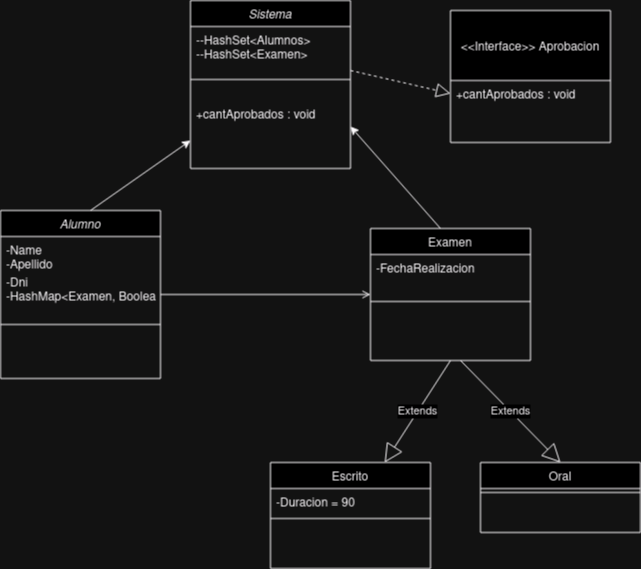 Sistema
--HashSet<Alumnos>
--HashSet<Examen>
+cantAprobados : void
<<Interface>> Aprobacion
+cantAprobados : void
Alumno
-Name
-Apellido
-Dni
-HashMap<Examen, Boolea
Examen
-FechaRealizacion
Extends
Extends
Escrito
-Duracion = 90
Oral